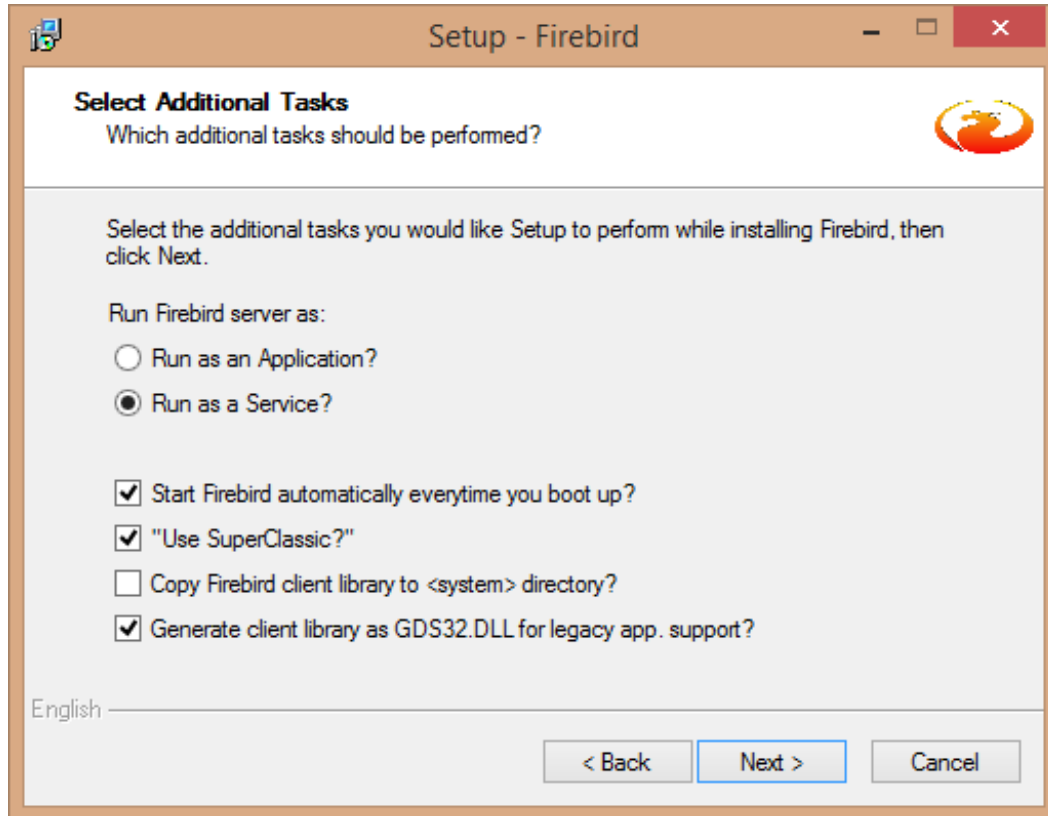 Setup - Firebird
Select Additional Tasks
Which additional tasks should be performed?
Select the additional tasks you would like Setup to perform while installing Firebird, then
click Next.
Run Firebird server as:
Run as an Application?
Run as a Service?
Start Firebird automatically everytime you boot up?
"Use SuperClassic?"
Copy Firebird client library to <system> directory?
Generate client library as GDS32.DLL for legacy app. support?
English
< Back
Next >
Cancel